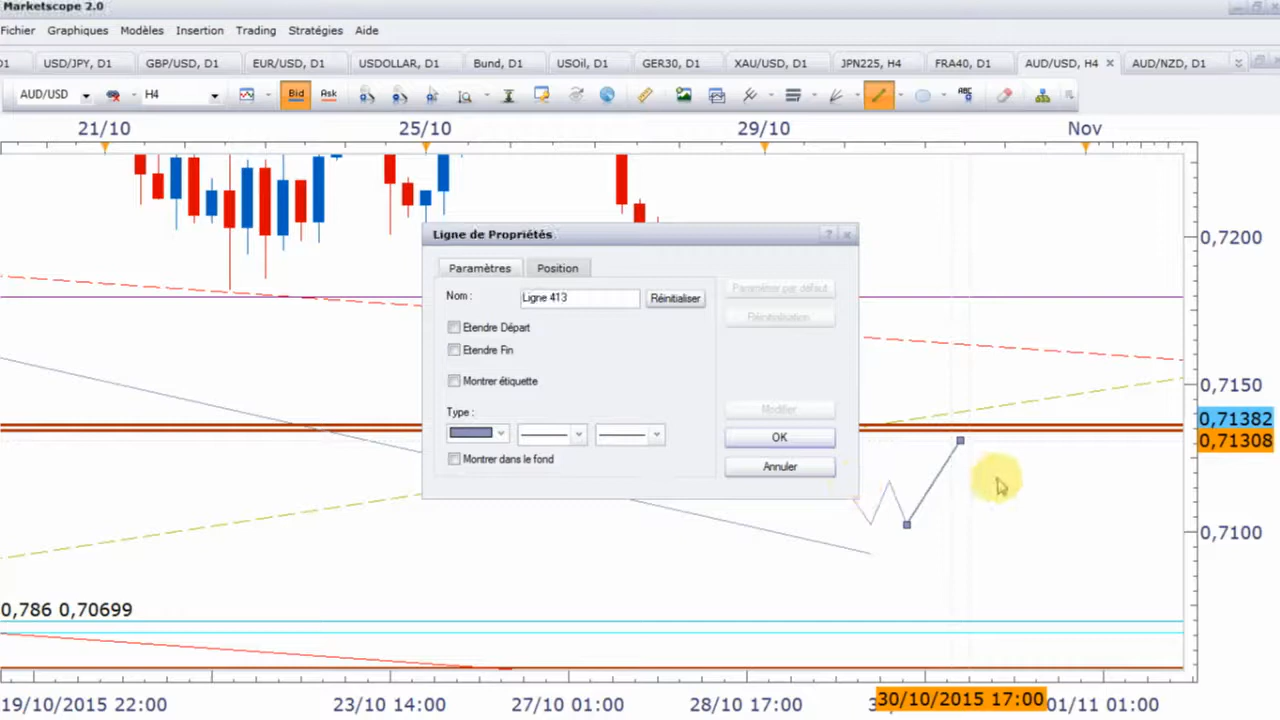 Marketscope 2.0
Fichier Graphiques Modèles Insertion Trading Stratégies Aide
D1 USD/JPY, D1 GBP/USD, D1 EUR/USD, D1 USDOLLAR, D1 Bund, D1 USOil, D1 GER30, D1 XAU/USD, D1 JPN225, H4 FRA40, D1 AUD/USD, H4 AUD/NZD, D1
AUD/USD H4 Bid Ask ABC
21/10 25/10 29/10 Nov
0,7200
Ligne de Propriétés
Paramètres Position
Nom : Ligne 413 Réinitialiser
Paramétrer par défaut
Réinitialisation
Etendre Départ
Etendre Fin
Montrer étiquette
Type :
Montrer dans le fond
Modifier
OK
Annuler
0,7150
0,71382
0,71308
0,7100
0,786 0,70699
19/10/2015 22:00 23/10 14:00 27/10 01:00 28/10 17:00 30/10/2015 17:00 01/11 01:00